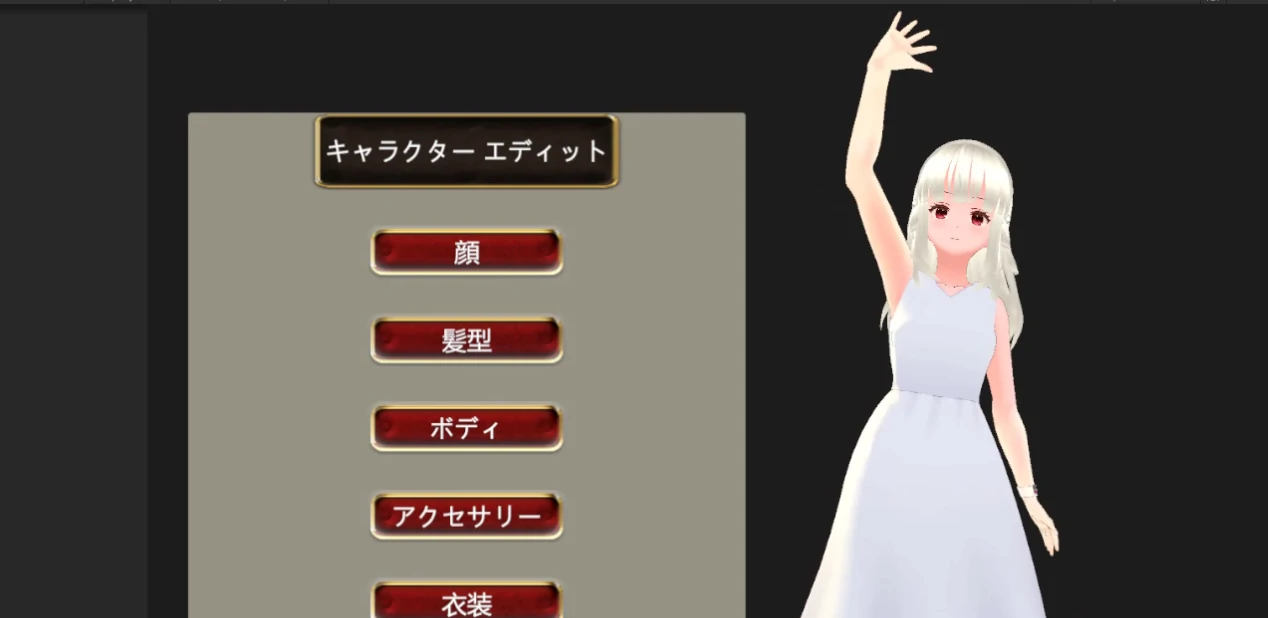 キャラクター エディット
顔
髪型
ボディ
アクセサリー
衣装